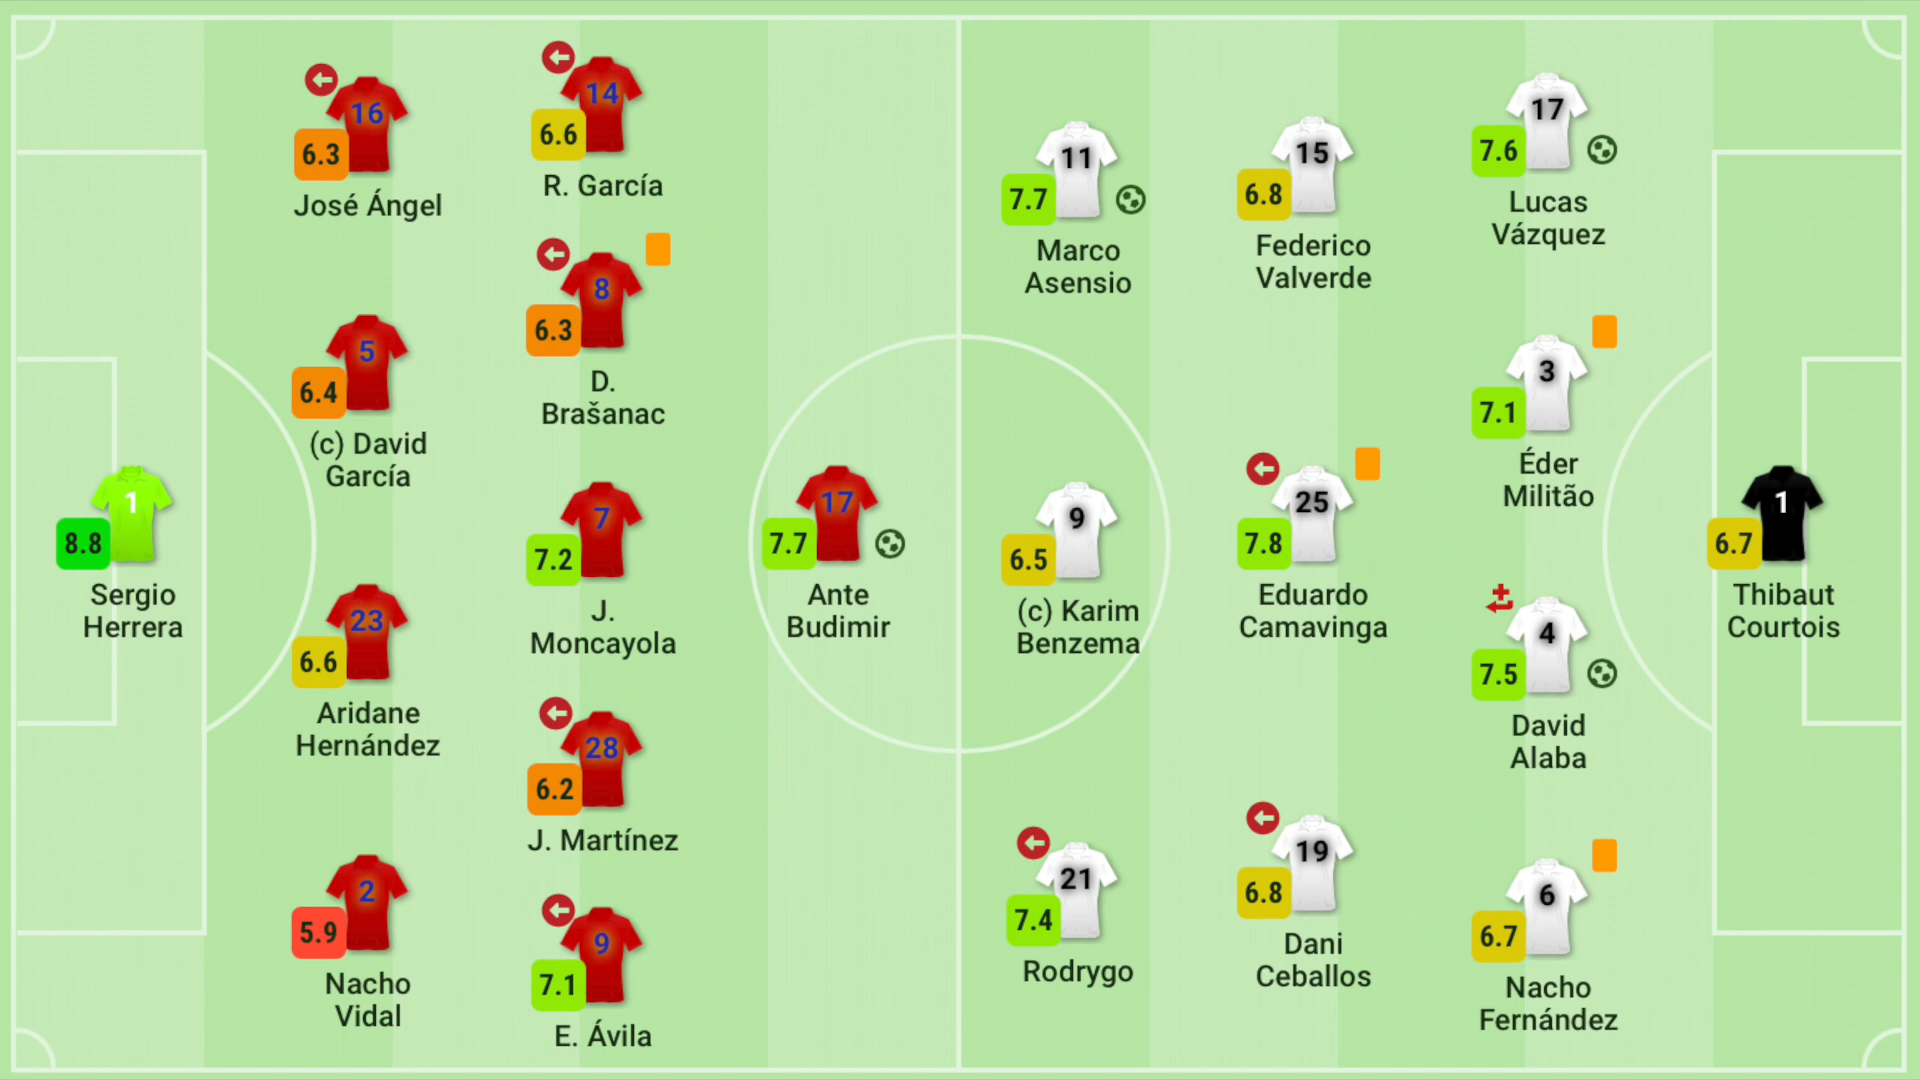 16
6.3
José Ángel
14
6.6
R. García
5
6.4
(c) David
García
8
6.3
D.
Brašanac
1
8.8
Sergio
Herrera
23
6.6
Aridane
Hernández
7
7.2
J.
Moncayola
17
7.7
Ante
Budimir
28
6.2
J. Martínez
2
5.9
Nacho
Vidal
9
7.1
E. Ávila
11
7.7
Marco
Asensio
15
6.8
Federico
Valverde
17
7.6
Lucas
Vázquez
3
7.1
Éder
Militão
9
6.5
(c) Karim
Benzema
25
7.8
Eduardo
Camavinga
4
7.5
David
Alaba
1
6.7
Thibaut
Courtois
21
7.4
Rodrygo
19
6.8
Dani
Ceballos
6
6.7
Nacho
Fernández